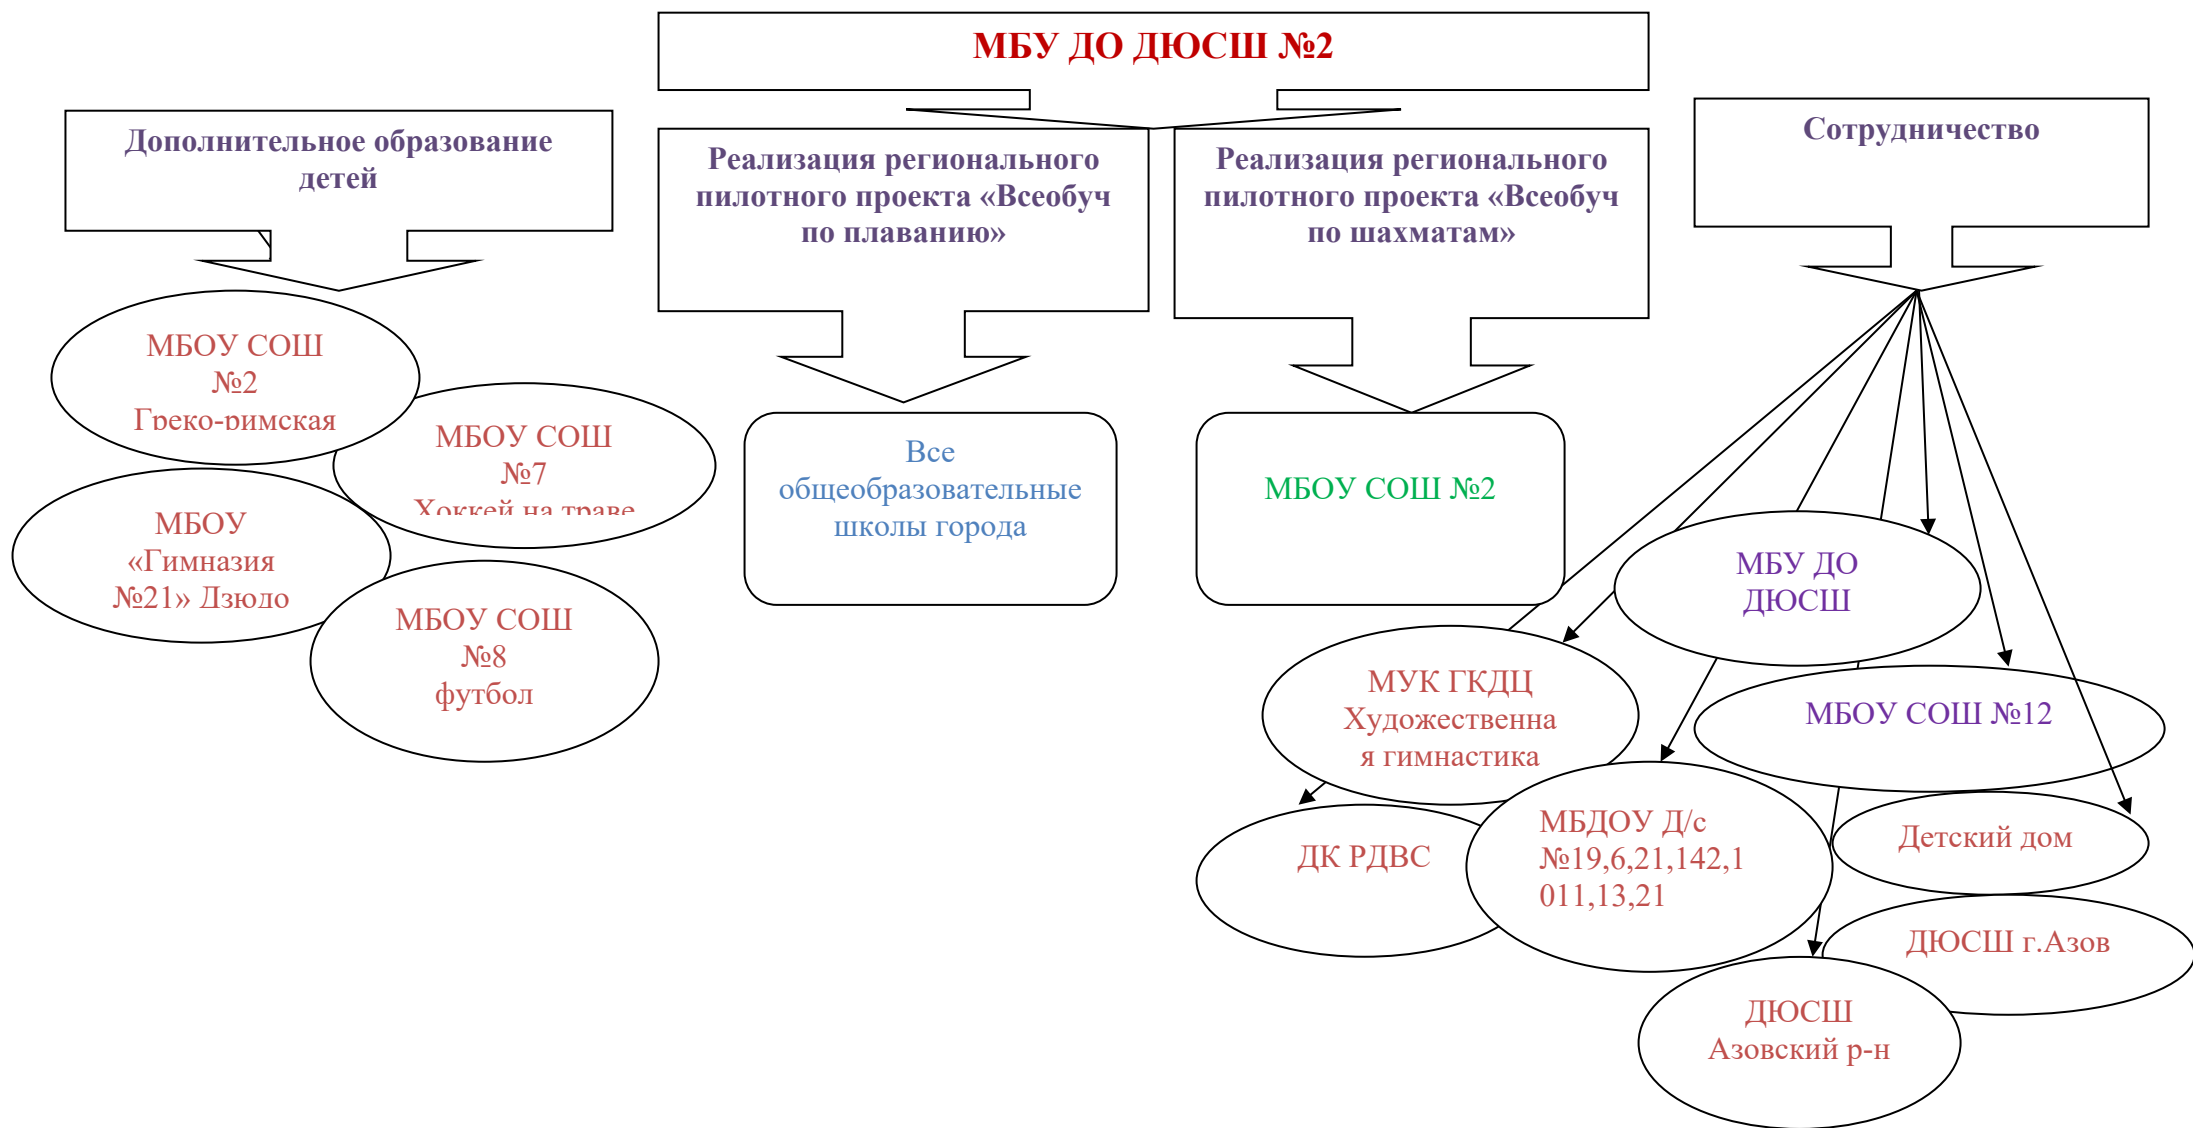 МБУ ДО ДЮСШ №2
Дополнительное образование
детей
Реализация регионального
пилотного проекта «Всеобуч
по плаванию»
Реализация регионального
пилотного проекта «Всеобуч
по шахматам»
Сотрудничество
МБОУ СОШ
№2
Греко-римская
МБОУ СОШ
№7
Хоккей на траве
МБОУ
«Гимназия
№21» Дзюдо
МБОУ СОШ
№8
футбол
Все
общеобразовательные
школы города
МБОУ СОШ №2
МБУ ДО
ДЮСШ
МУК ГКДЦ
Художественна
я гимнастика
МБОУ СОШ №12
ДК РДВС
МБДОУ Д/с
№19,6,21,142,1
011,13,21
Детский дом
ДЮСШ г.Азов
ДЮСШ
Азовский р-н